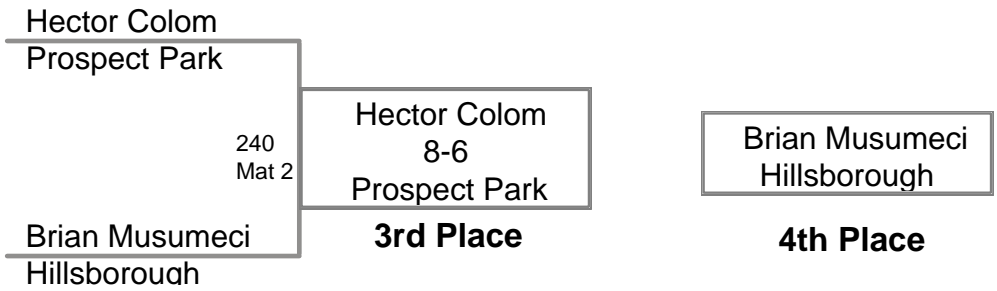 Hector Colom
Prospect Park
240
Mat 2
Hector Colom
8-6
Prospect Park
3rd Place
Brian Musumeci
Hillsborough
Brian Musumeci
Hillsborough
4th Place